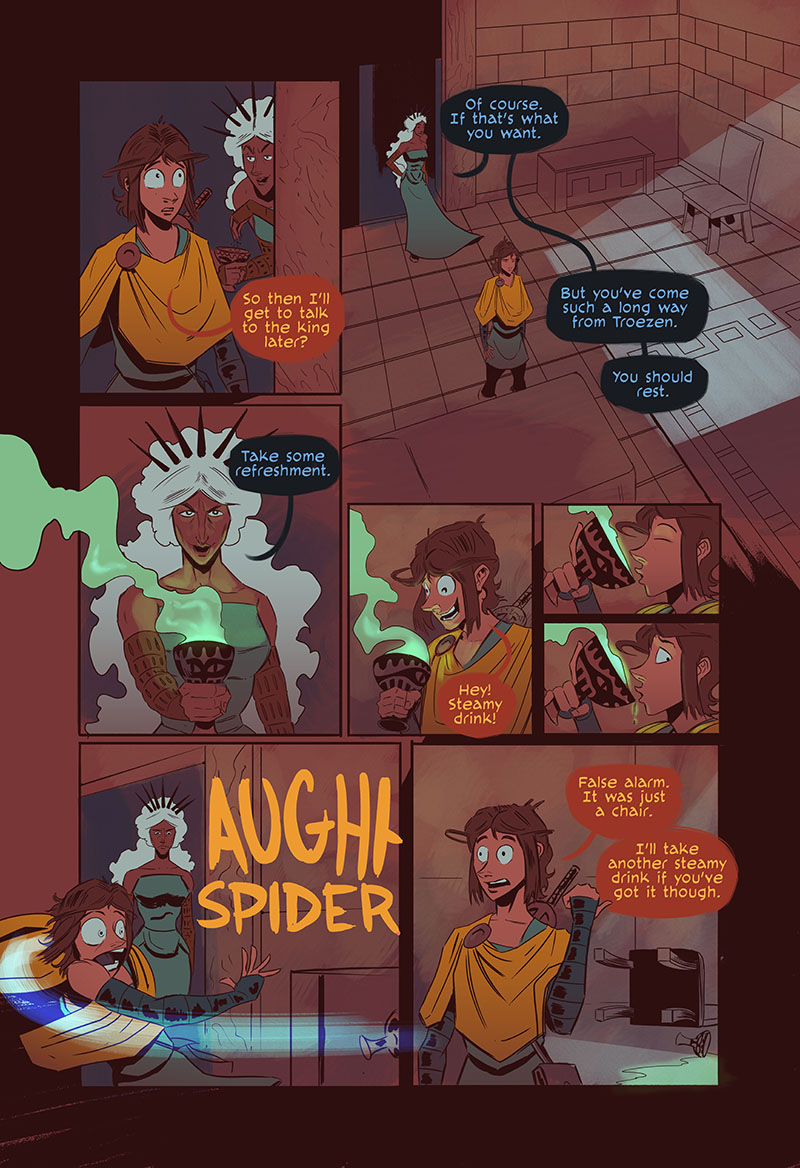 So then I'll
get to talk
to the king
later?
Of course.
If that's what
you want.
But you've come
such a long way
from Troezen.
You should
rest.
Take some
refreshment.
Hey!
Steamy
drink!
AUGHH
SPIDER
False alarm.
It was just
a chair.
I'll take
another steamy
drink if you've
got it though.